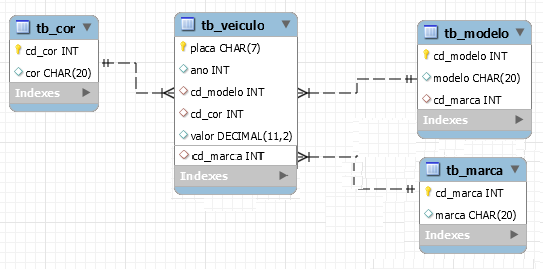 tb_cor
cd_cor INT
cor CHAR(20)
Indexes
tb_veiculo
placa CHAR(7)
ano INT
cd_modelo INT
cd_cor INT
valor DECIMAL(11,2)
cd_marca INT
Indexes
tb_modelo
cd_modelo INT
modelo CHAR(20)
cd_marca INT
Indexes
tb_marca
cd_marca INT
marca CHAR(20)
Indexes